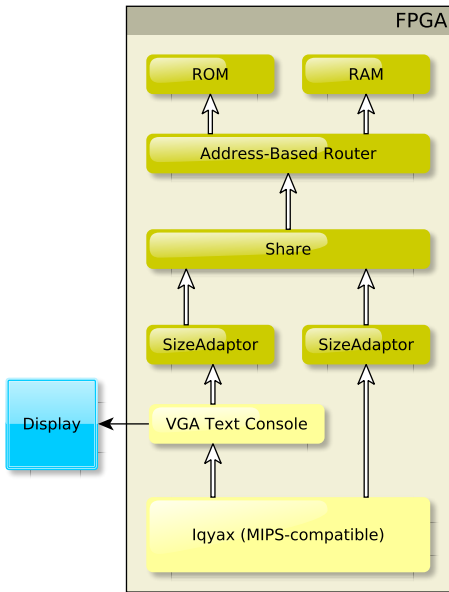 FPGA
ROM
RAM
Address-Based Router
Share
SizeAdaptor
SizeAdaptor
Display
VGA Text Console
Iqyax (MIPS-compatible)